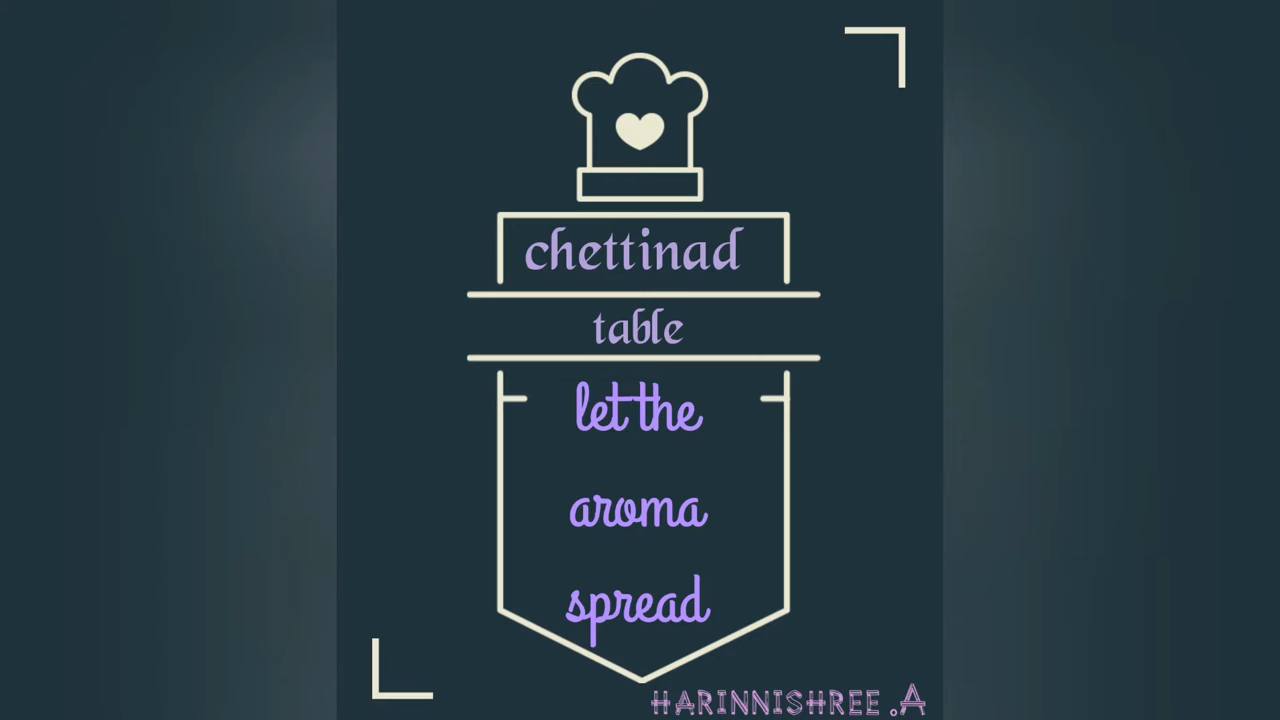 chettinad
table
let the
aroma
spread
HARINNISHREE .A